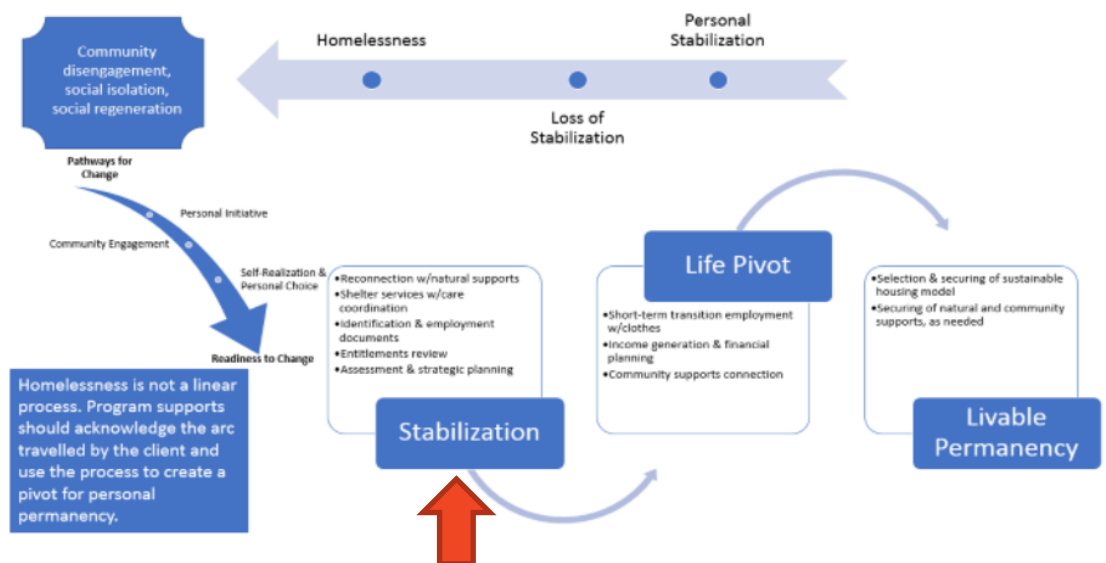 Community
disengagement,
social isolation,
social regeneration
Homelessness
Loss of
Stabilization
Personal
Stabilization
Pathways for
Change
Personal Initiative
Community Engagement
Self-Realization &
Personal Choice
Readiness to Change
Homelessness is not a linear
process. Program supports
should acknowledge the arc
travelled by the client and
use the process to create a
pivot for personal
permanency.
•Reconnection w/natural supports
•Shelter services w/care
coordination
•Identification & employment
documents
•Entitlements review
•Assessment & strategic planning
Stabilization
Life Pivot
•Short-term transition employment
w/clothes
•Income generation & financial
planning
•Community supports connection
•Selection & securing of sustainable
housing model
•Securing of natural and community
supports, as needed
Livable
Permanency